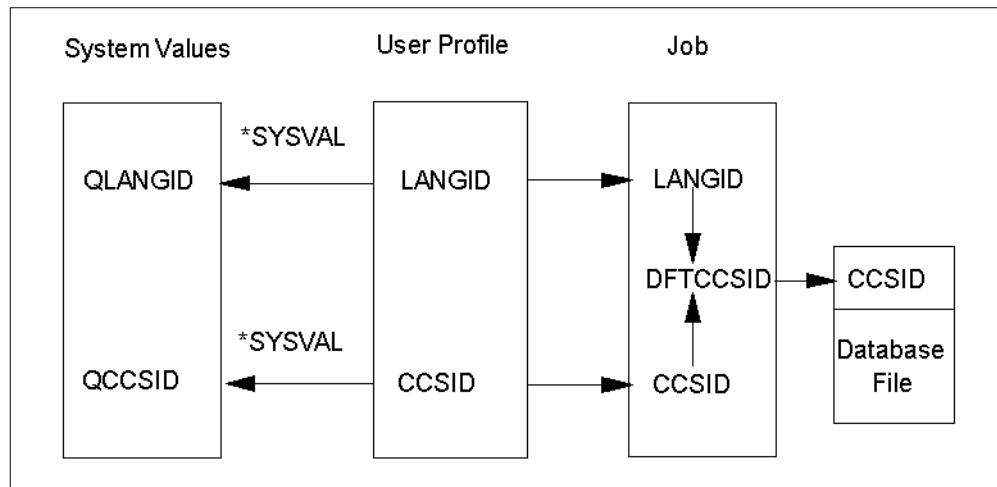 System Values
User Profile
Job
*SYSVAL
QLANGID
LANGID
LANGID
DFTCCSID
CCSID
*SYSVAL
QCCSID
CCSID
CCSID
Database
File